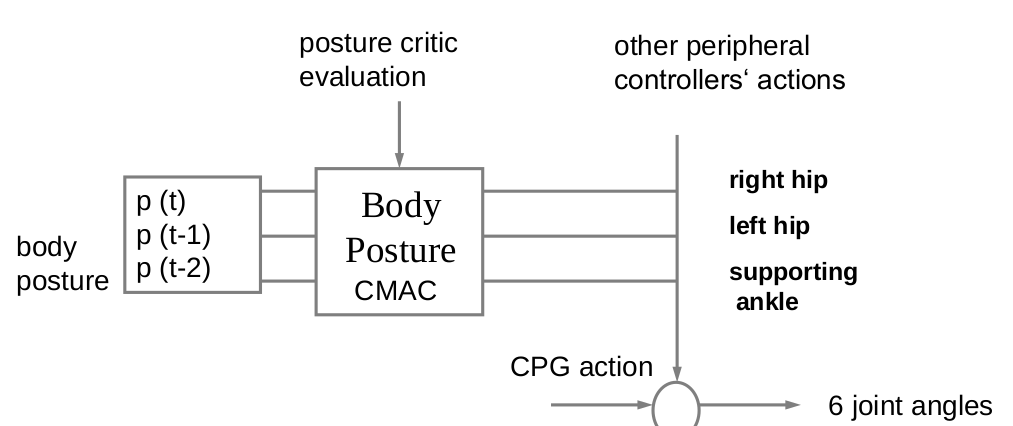 posture critic
evaluation
other peripheral
controllers‘ actions
body
posture
p (t)
p (t-1)
p (t-2)
Body
Posture
CMAC
right hip
left hip
supporting
ankle
CPG action
6 joint angles